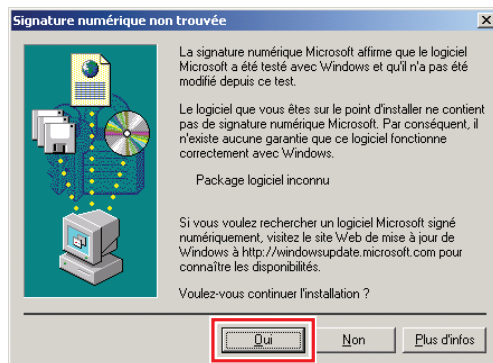 Signature numérique non trouvée
La signature numérique Microsoft affirme que le logiciel
Microsoft a été testé avec Windows et qu'il n'a pas été
modifié depuis ce test.
Le logiciel que vous êtes sur le point d'installer ne contient
pas de signature numérique Microsoft. Par conséquent, il
n'existe aucune garantie que ce logiciel fonctionne
correctement avec Windows.
Package logiciel inconnu
Si vous voulez rechercher un logiciel Microsoft signé
numériquement, visitez le site Web de mise à jour de
Windows à http://windowsupdate.microsoft.com pour
connaître les disponibilités.
Voulez-vous continuer l'installation ?
Oui Non Plus d'infos